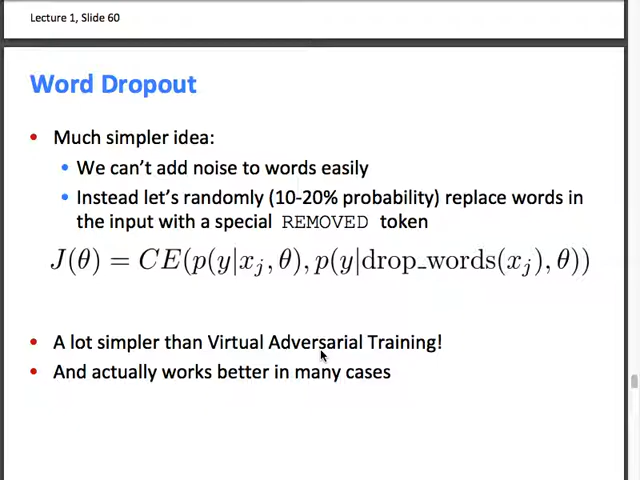 Lecture 1, Slide 60
Word Dropout
• Much simpler idea:
• We can't add noise to words easily
• Instead let's randomly (10-20% probability) replace words in
the input with a special REMOVED token
J(θ) = CE(p(y|x_j, θ), p(y|drop_words(x_j), θ))
• A lot simpler than Virtual Adversarial Training!
• And actually works better in many cases